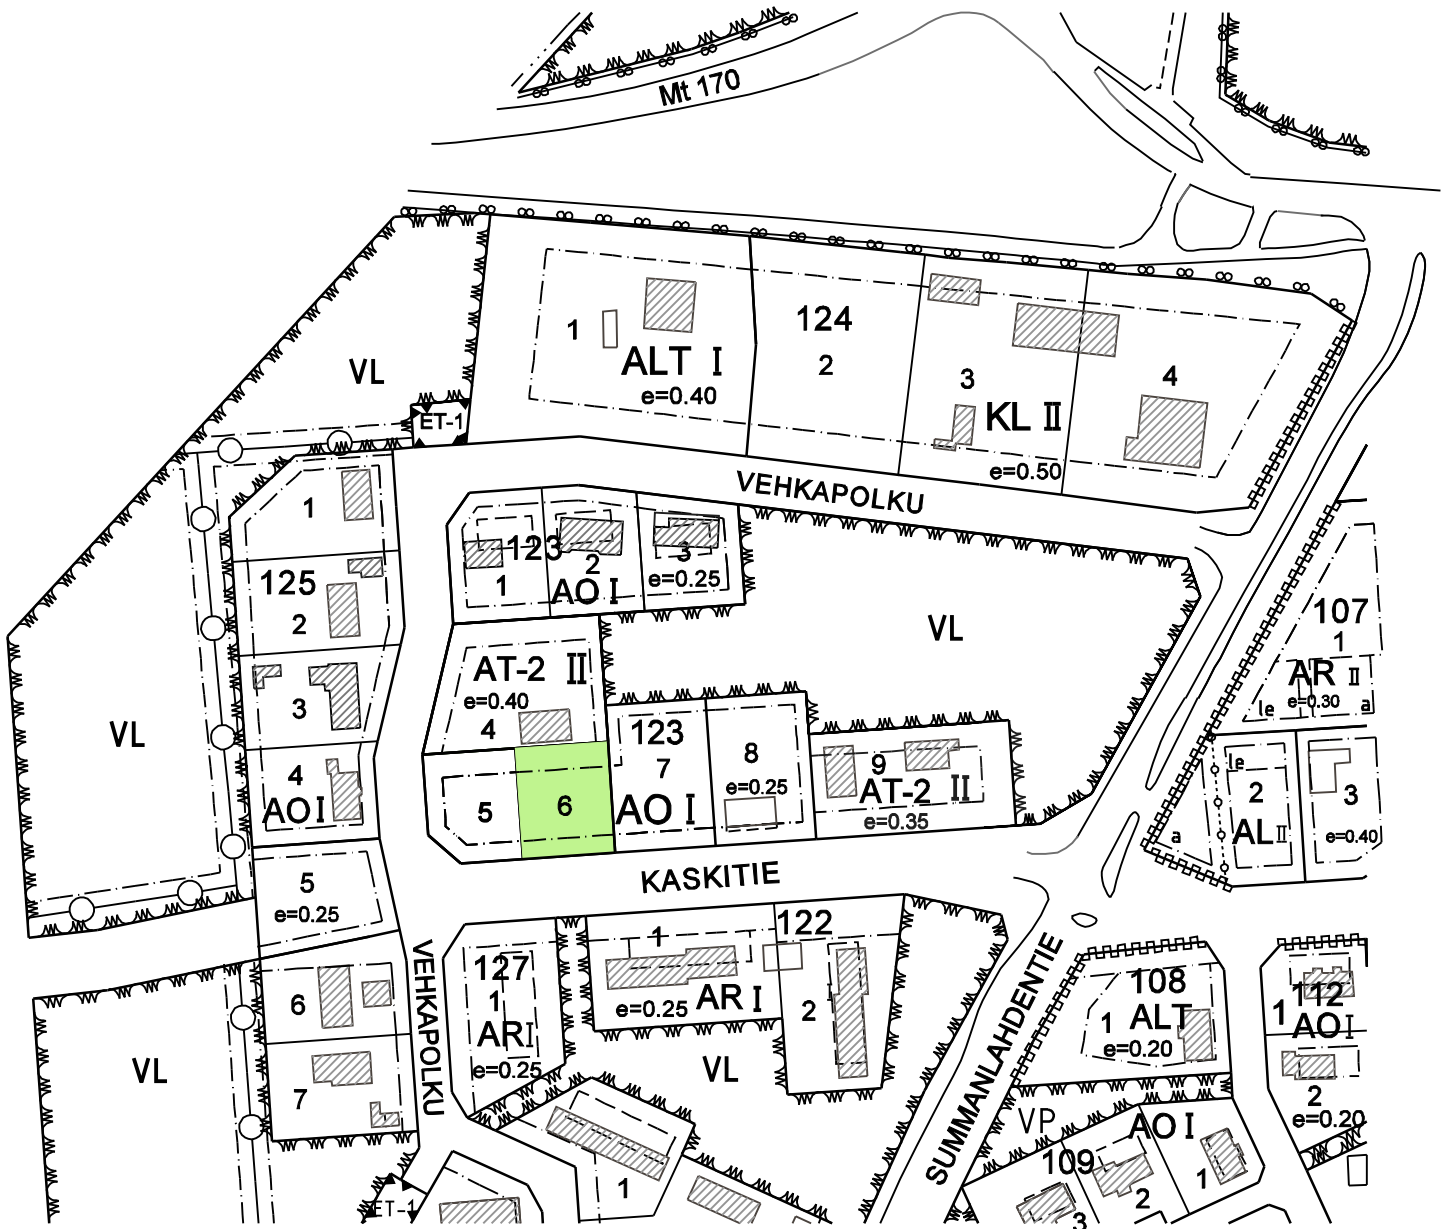 Mt 170
124
1
ALT I
e=0.40
2
3
KL II
e=0.50
4
VL
ET-1
VEHKAPOLKU
1
125
2
3
4
AO I
5
e=0.25
6
7
123
1
2
AO I
3
e=0.25
VL
AT-2 II
e=0.40
4
123
7
AO I
8
e=0.25
9
AT-2 II
e=0.35
5
6
VL
107
1
AR II
e=0.30
le
a
le
2
AL II
3
e=0.40
a
KASKITIE
VEHKAPOLKU
127
1
AR I
e=0.25
1
122
e=0.25
AR I
2
I
VL
VL
SUMMANLAHDENTIE
108
1
ALT
e=0.20
112
1
AO I
2
e=0.20
VP
AO I
109
1
2
3
1
ET-1